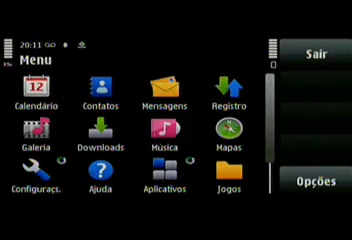 20:11
Menu
Sair
12
Calendário Contatos Mensagens Registro
Galeria Downloads Música Mapas
Configuraçs. Ajuda Aplicativos Jogos
Opções